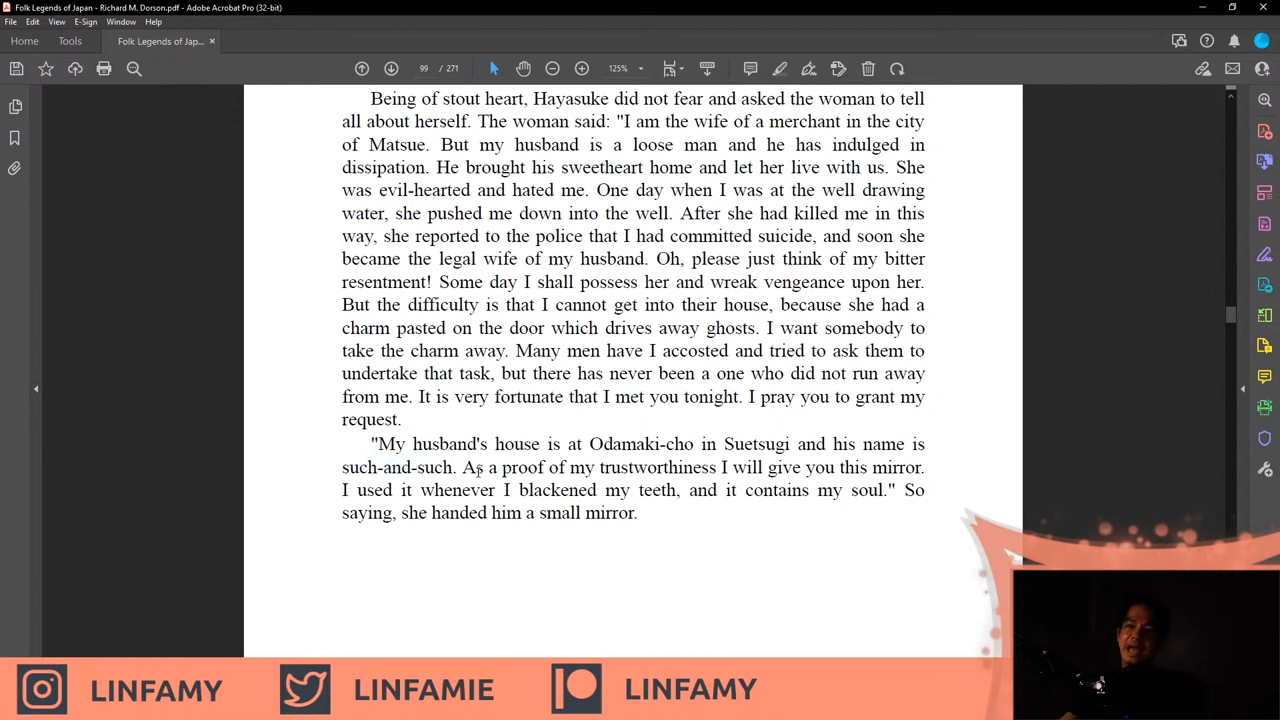 Folk Legends of Japan - Richard M. Dorson.pdf - Adobe Acrobat Pro (32-bit)
File Edit View E-Sign Window Help
Home Tools Folk Legends of Jap... ×
99 / 271 125%
Being of stout heart, Hayasuke did not fear and asked the woman to tell
all about herself. The woman said: "I am the wife of a merchant in the city
of Matsue. But my husband is a loose man and he has indulged in
dissipation. He brought his sweetheart home and let her live with us. She
was evil-hearted and hated me. One day when I was at the well drawing
water, she pushed me down into the well. After she had killed me in this
way, she reported to the police that I had committed suicide, and soon she
became the legal wife of my husband. Oh, please just think of my bitter
resentment! Some day I shall possess her and wreak vengeance upon her.
But the difficulty is that I cannot get into their house, because she had a
charm pasted on the door which drives away ghosts. I want somebody to
take the charm away. Many men have I accosted and tried to ask them to
undertake that task, but there has never been a one who did not run away
from me. It is very fortunate that I met you tonight. I pray you to grant my
request.
"My husband's house is at Odamaki-cho in Suetsugi and his name is
such-and-such. As a proof of my trustworthiness I will give you this mirror.
I used it whenever I blackened my teeth, and it contains my soul." So
saying, she handed him a small mirror.
LINFAMY LINFAMIE LINFAMY